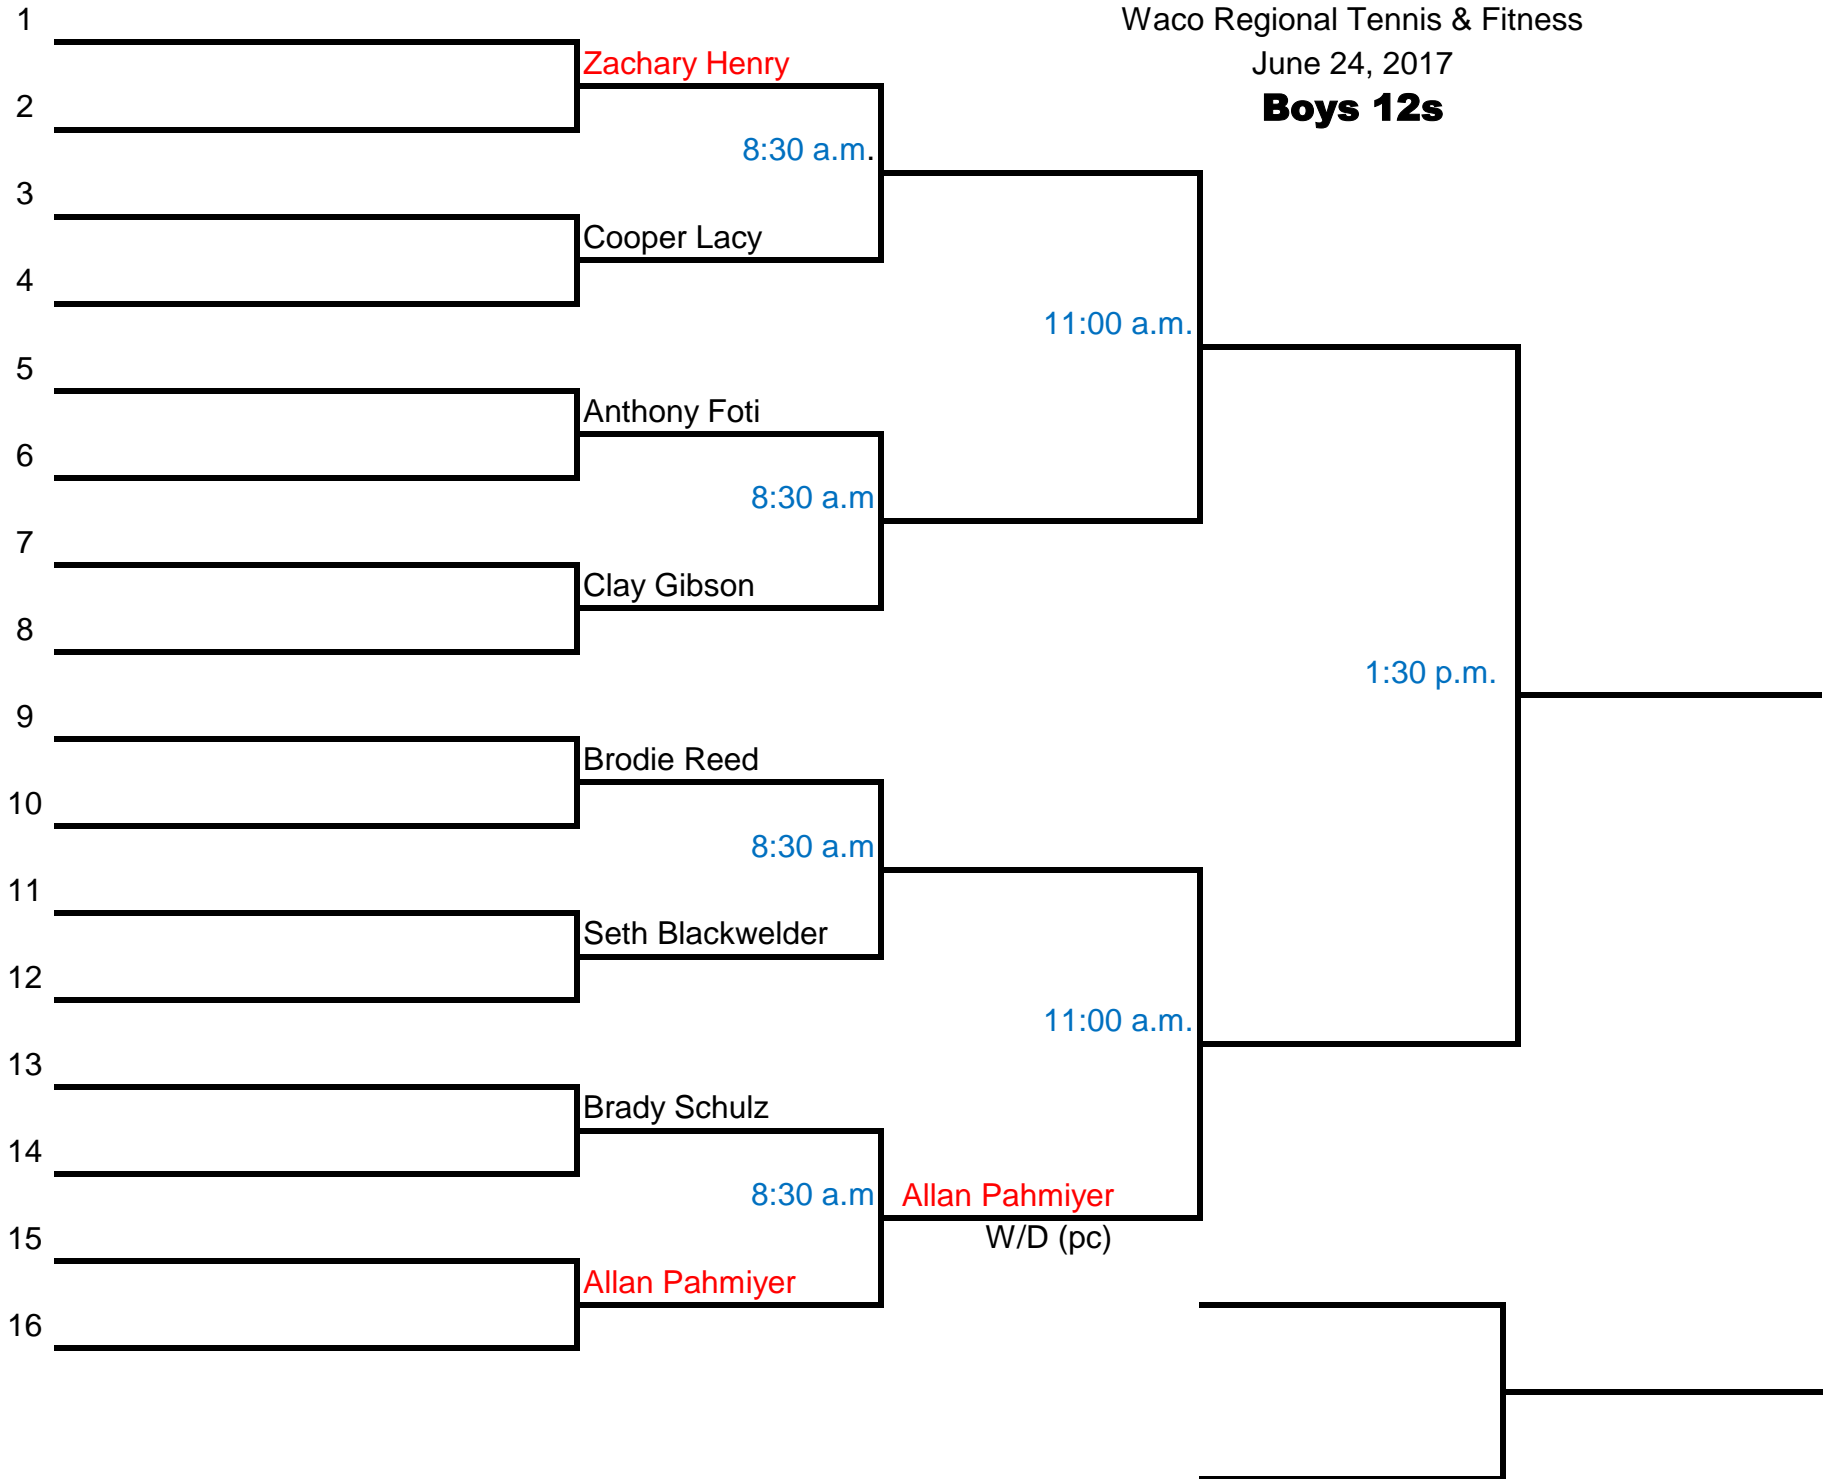 1
Waco Regional Tennis & Fitness
Zachary Henry
June 24, 2017
2
Boys 12s
8:30 a.m.
3
Cooper Lacy
4
11:00 a.m.
5
Anthony Foti
6
8:30 a.m
7
Clay Gibson
8
1:30 p.m.
9
Brodie Reed
10
8:30 a.m
11
Seth Blackwelder
12
11:00 a.m.
13
Brady Schulz
14
8:30 a.m
Allan Pahmiyer
15
W/D (pc)
Allan Pahmiyer
16